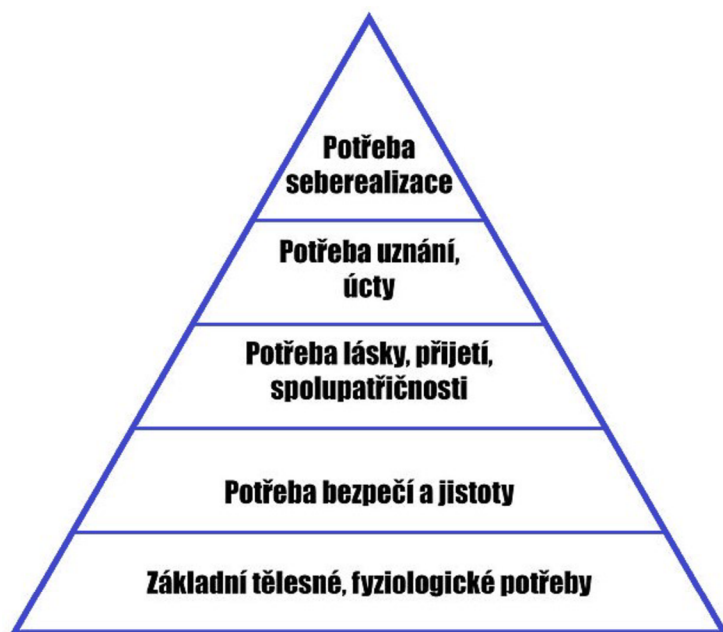 Potřeba
seberealizace
Potřeba uznání,
úcty
Potřeba lásky, přijetí,
spolupatřičnosti
Potřeba bezpečí a jistoty
Základní tělesné, fyziologické potřeby